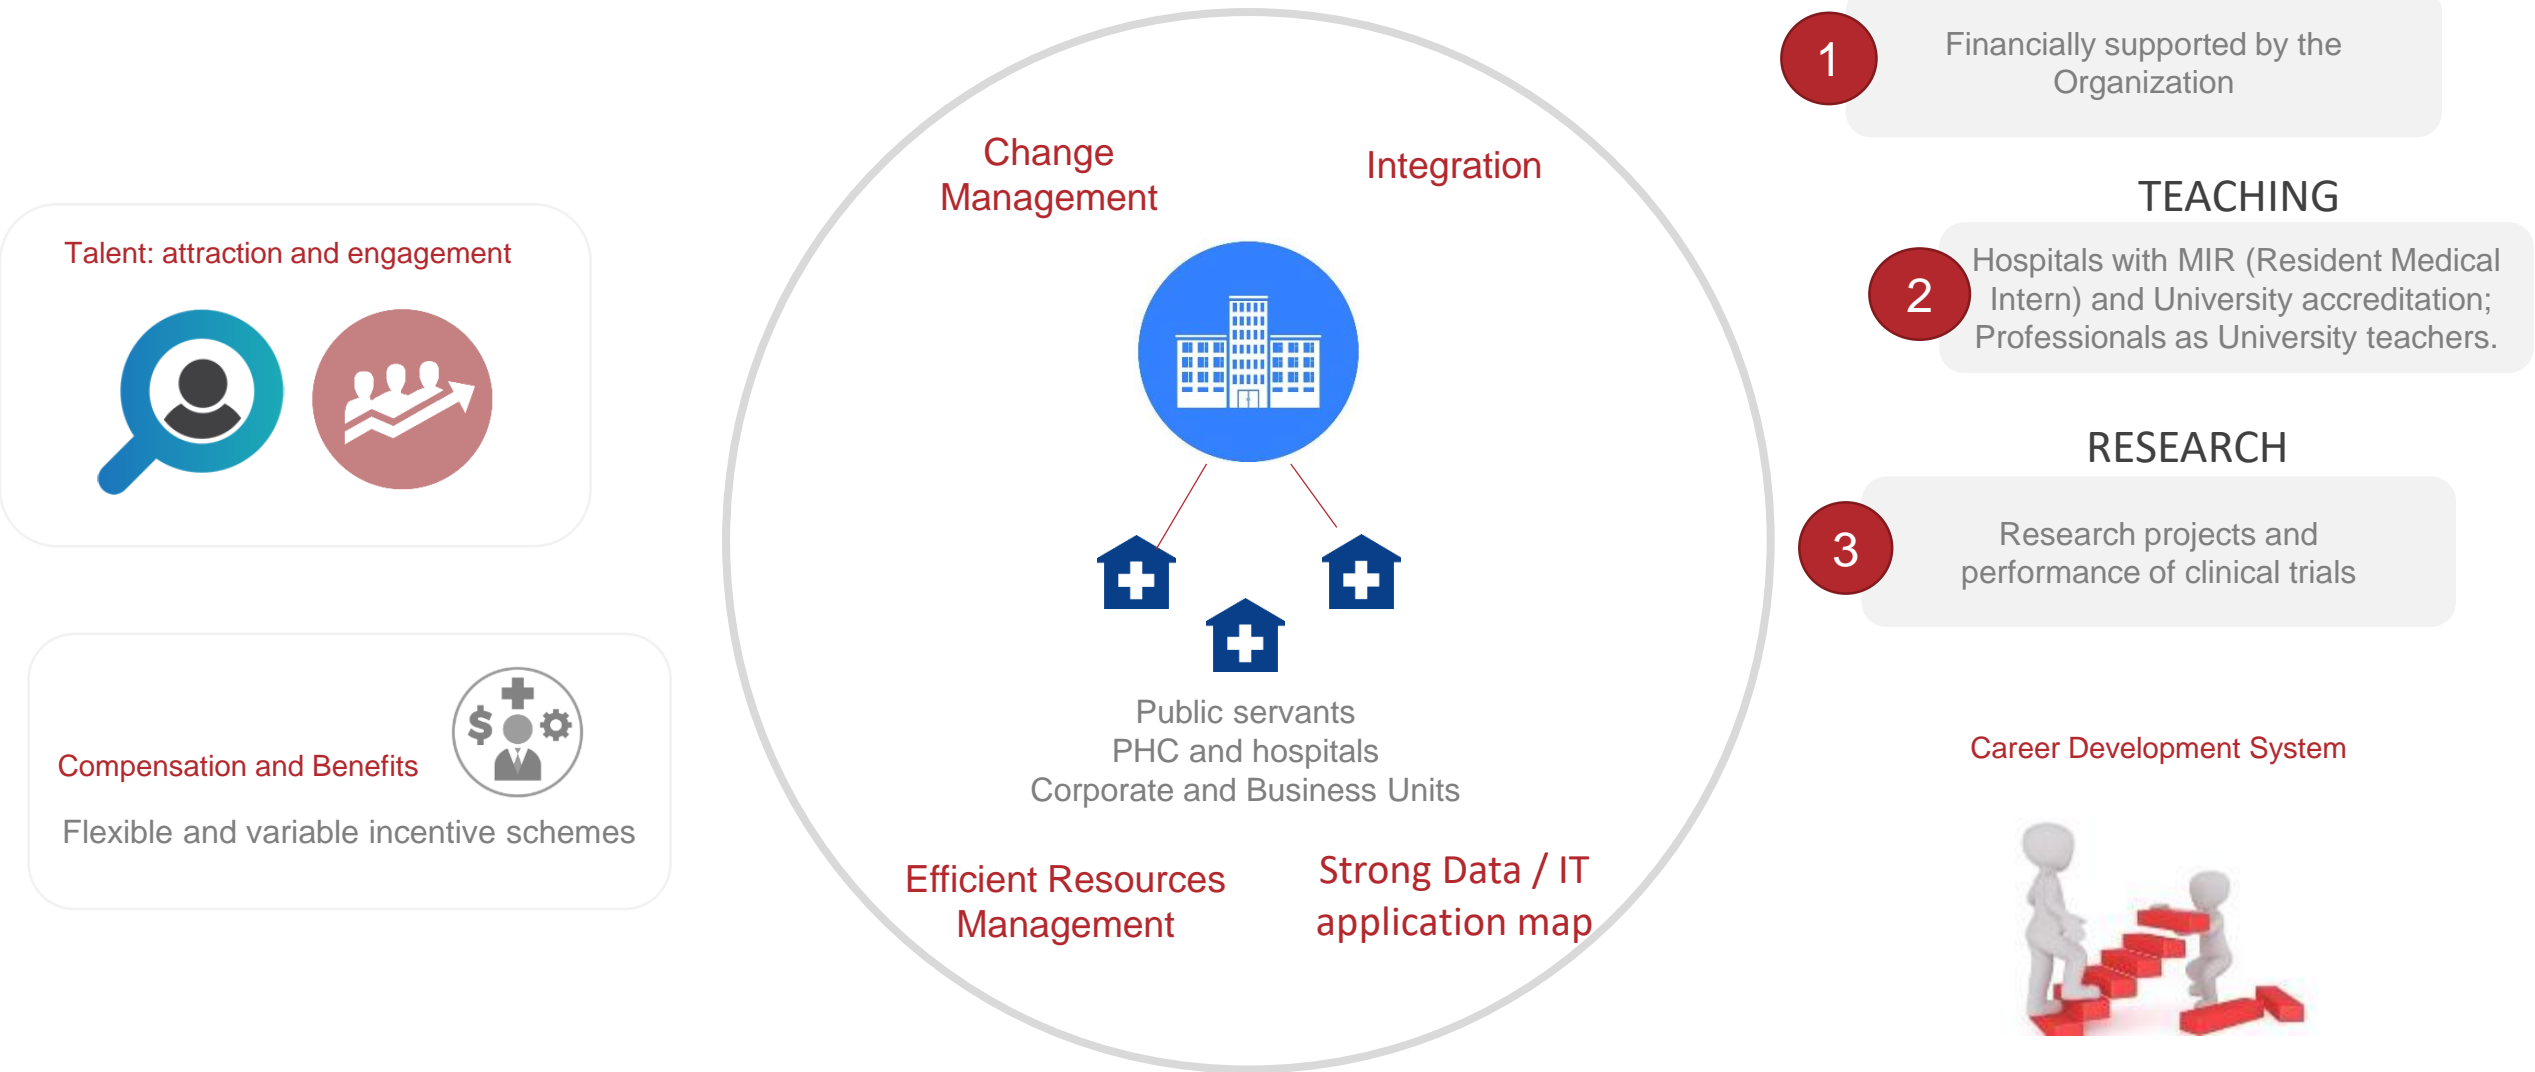 Talent: attraction and engagement
Compensation and Benefits
$
Flexible and variable incentive schemes
Change
Management
Integration
Public servants
PHC and hospitals
Corporate and Business Units
Efficient Resources
Management
Strong Data / IT
application map
1
Financially supported by the
Organization
TEACHING
2
Hospitals with MIR (Resident Medical
Intern) and University accreditation;
Professionals as University teachers.
RESEARCH
3
Research projects and
performance of clinical trials
Career Development System